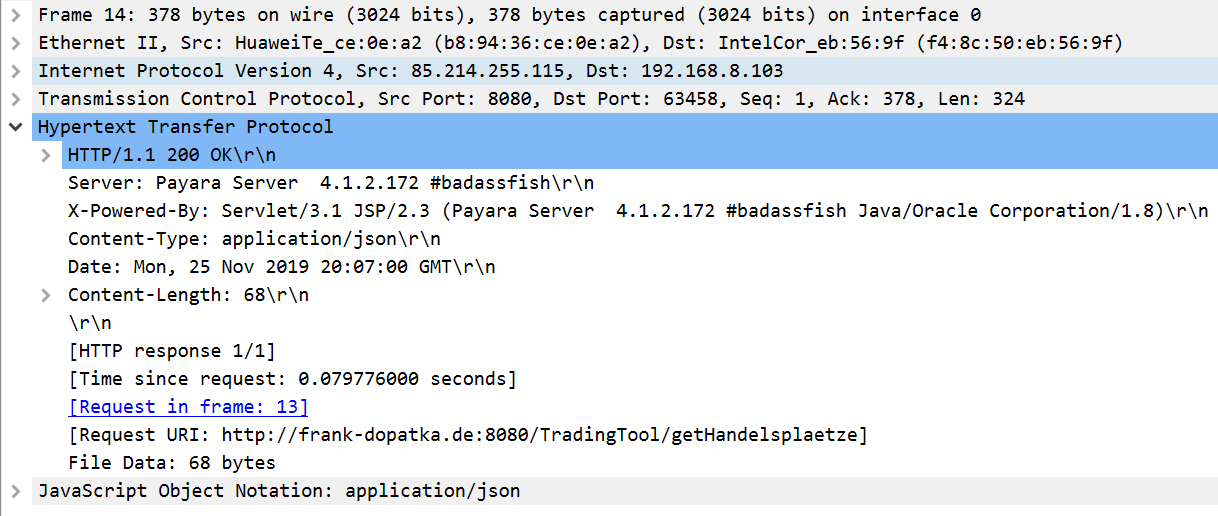 Frame 14: 378 bytes on wire (3024 bits), 378 bytes captured (3024 bits) on interface 0
Ethernet II, Src: HuaweiTe_ce:0e:a2 (b8:94:36:ce:0e:a2), Dst: IntelCor_eb:56:9f (f4:8c:50:eb:56:9f)
Internet Protocol Version 4, Src: 85.214.255.115, Dst: 192.168.8.103
Transmission Control Protocol, Src Port: 8080, Dst Port: 63458, Seq: 1, Ack: 378, Len: 324
Hypertext Transfer Protocol
HTTP/1.1 200 OK\r\n
Server: Payara Server  4.1.2.172 #badassfish\r\n
X-Powered-By: Servlet/3.1 JSP/2.3 (Payara Server  4.1.2.172 #badassfish Java/Oracle Corporation/1.8)\r\n
Content-Type: application/json\r\n
Date: Mon, 25 Nov 2019 20:07:00 GMT\r\n
Content-Length: 68\r\n
\r\n
[HTTP response 1/1]
[Time since request: 0.079776000 seconds]
[Request in frame: 13]
[Request URI: http://frank-dopatka.de:8080/TradingTool/getHandelsplaetze]
File Data: 68 bytes
JavaScript Object Notation: application/json